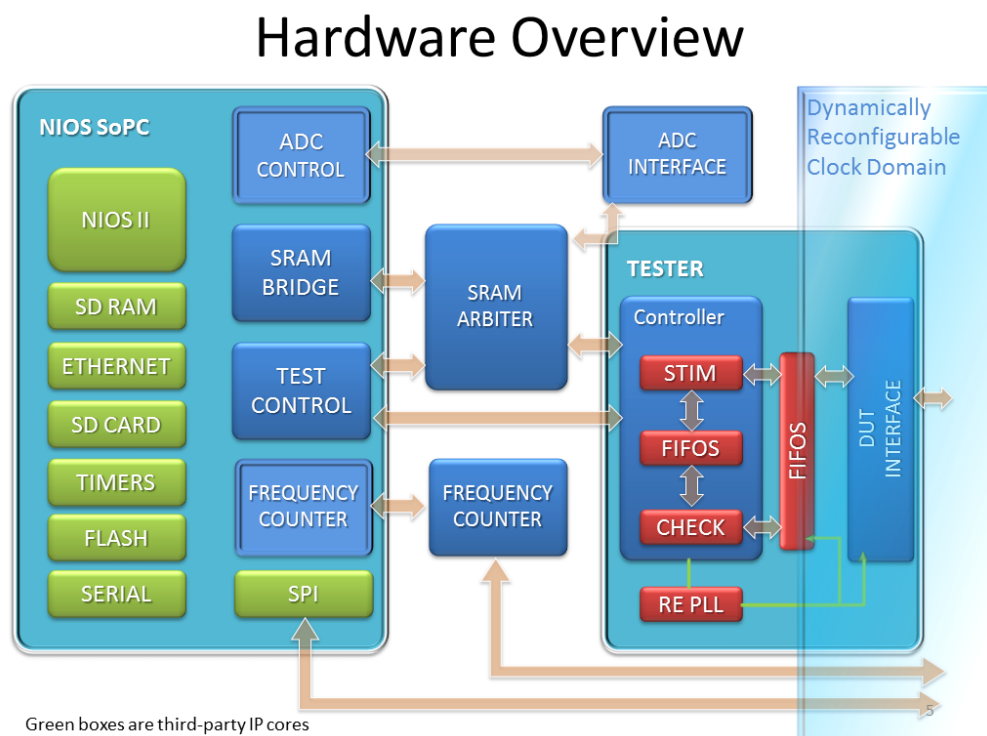 Hardware Overview
NIOS SoPC
NIOS II
SD RAM
ETHERNET
SD CARD
TIMERS
FLASH
SERIAL
ADC
CONTROL
SRAM
BRIDGE
TEST
CONTROL
FREQUENCY
COUNTER
SPI
SRAM
ARBITER
FREQUENCY
COUNTER
ADC
INTERFACE
Dynamically
Reconfigurable
Clock Domain
TESTER
Controller
STIM
FIFOS
CHECK
RE PLL
FIFOS
DUT
INTERFACE
Green boxes are third-party IP cores
5